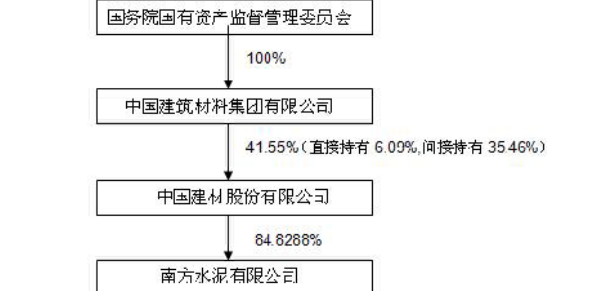 国务院国有资产监督管理委员会
100%
中国建筑材料集团有限公司
41.55%（直接持有 6.09%,间接持有 35.46%）
中国建材股份有限公司
84.8288%
南方水泥有限公司